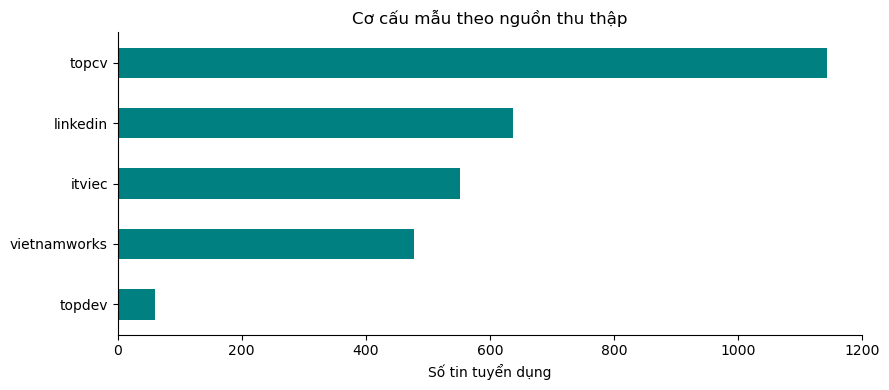 Cơ cấu mẫu theo nguồn thu thập
topcv
linkedin
itviec
vietnamworks
topdev
0 200 400 600 800 1000 1200
Số tin tuyển dụng